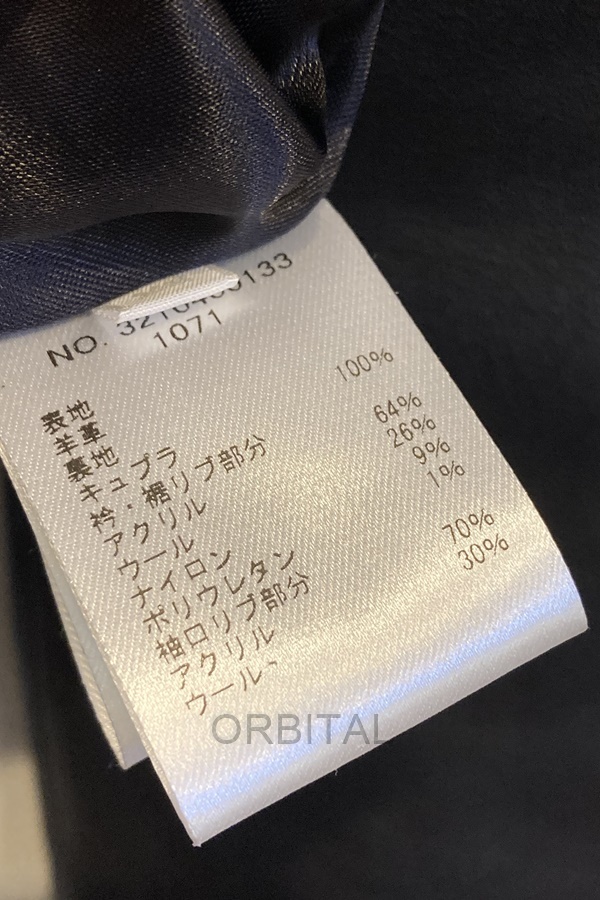 NO.
1071
表地
羊革
裏地
キュプラ 100%
衿・裾リブ部分
アクリル 64%
ウール 26%
ナイロン 9%
ポリウレタン 1%
袖口リブ部分
アクリル 70%
ウール、 30%
ORBITAL